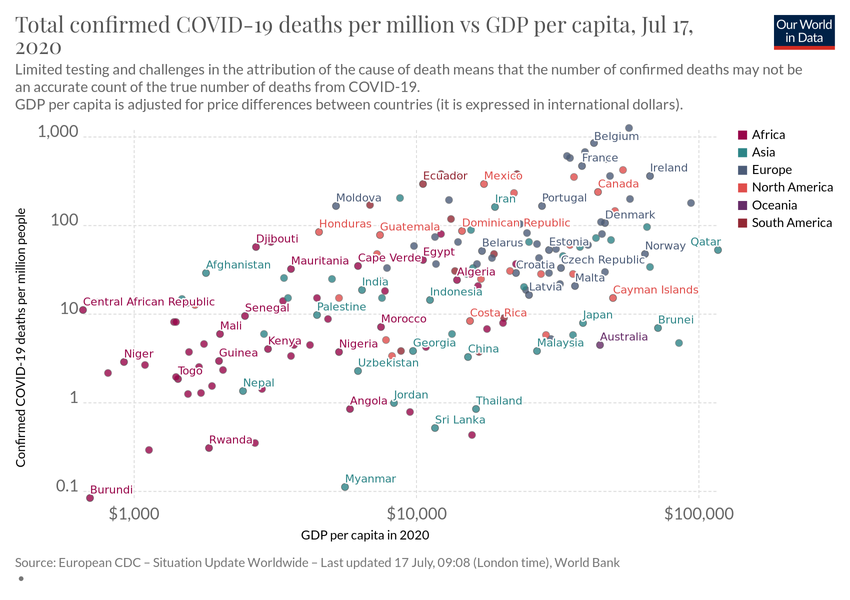 Total confirmed COVID-19 deaths per million vs GDP per capita, Jul 17,
2020
Our World
in Data
Limited testing and challenges in the attribution of the cause of death means that the number of confirmed deaths may not be
an accurate count of the true number of deaths from COVID-19.
GDP per capita is adjusted for price differences between countries (it is expressed in international dollars).
1,000
Belgium
Africa
Asia
Europe
North America
Oceania
South America
France
Ireland
Ecuador
Mexico
Canada
Moldova
Iran
Portugal
100
Honduras
Guatemala
Dominican Republic
Denmark
Djibouti
Belarus
Estonia
Norway
Qatar
Afghanistan
Mauritania
Cape Verde
Egypt
Croatia
Czech Republic
India
Algeria
Malta
Indonesia
Latvia
Cayman Islands
10
Central African Republic
Senegal
Palestine
Morocco
Costa Rica
Japan
Brunei
Mali
Kenya
Nigeria
Georgia
China
Malaysia
Australia
Niger
Guinea
Uzbekistan
Togo
Nepal
1
Angola
Jordan
Thailand
Sri Lanka
Rwanda
Myanmar
0.1
Burundi
$1,000
$10,000
$100,000
GDP per capita in 2020
Confirmed COVID-19 deaths per million people
Source: European CDC – Situation Update Worldwide – Last updated 17 July, 09:08 (London time), World Bank